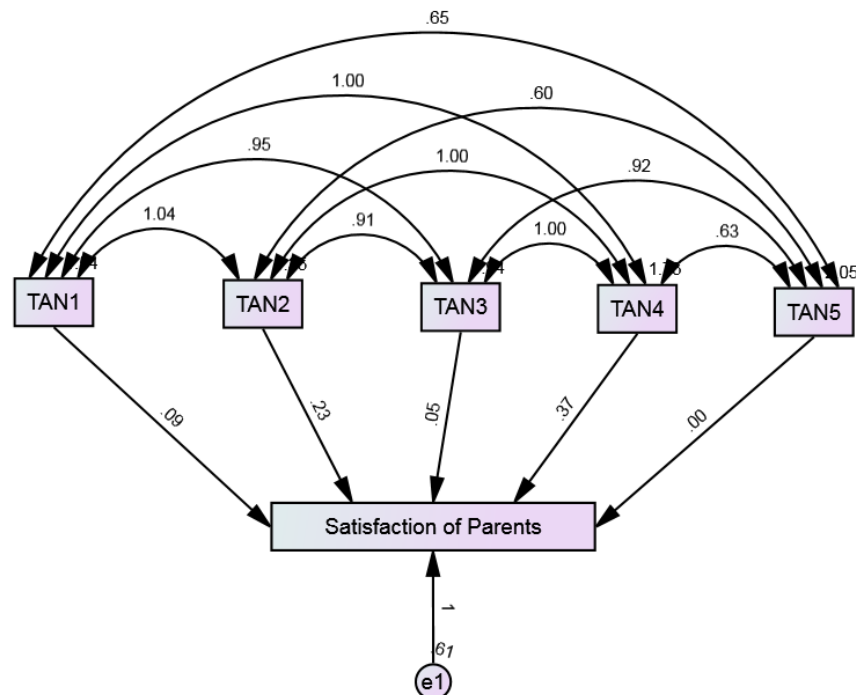 .65
1.00
.60
.95
1.00
.92
1.04
.91
1.00
.63
TAN1
TAN2
TAN3
TAN4
TAN5
.09
.23
.05
.37
.00
Satisfaction of Parents
1
.61
e1